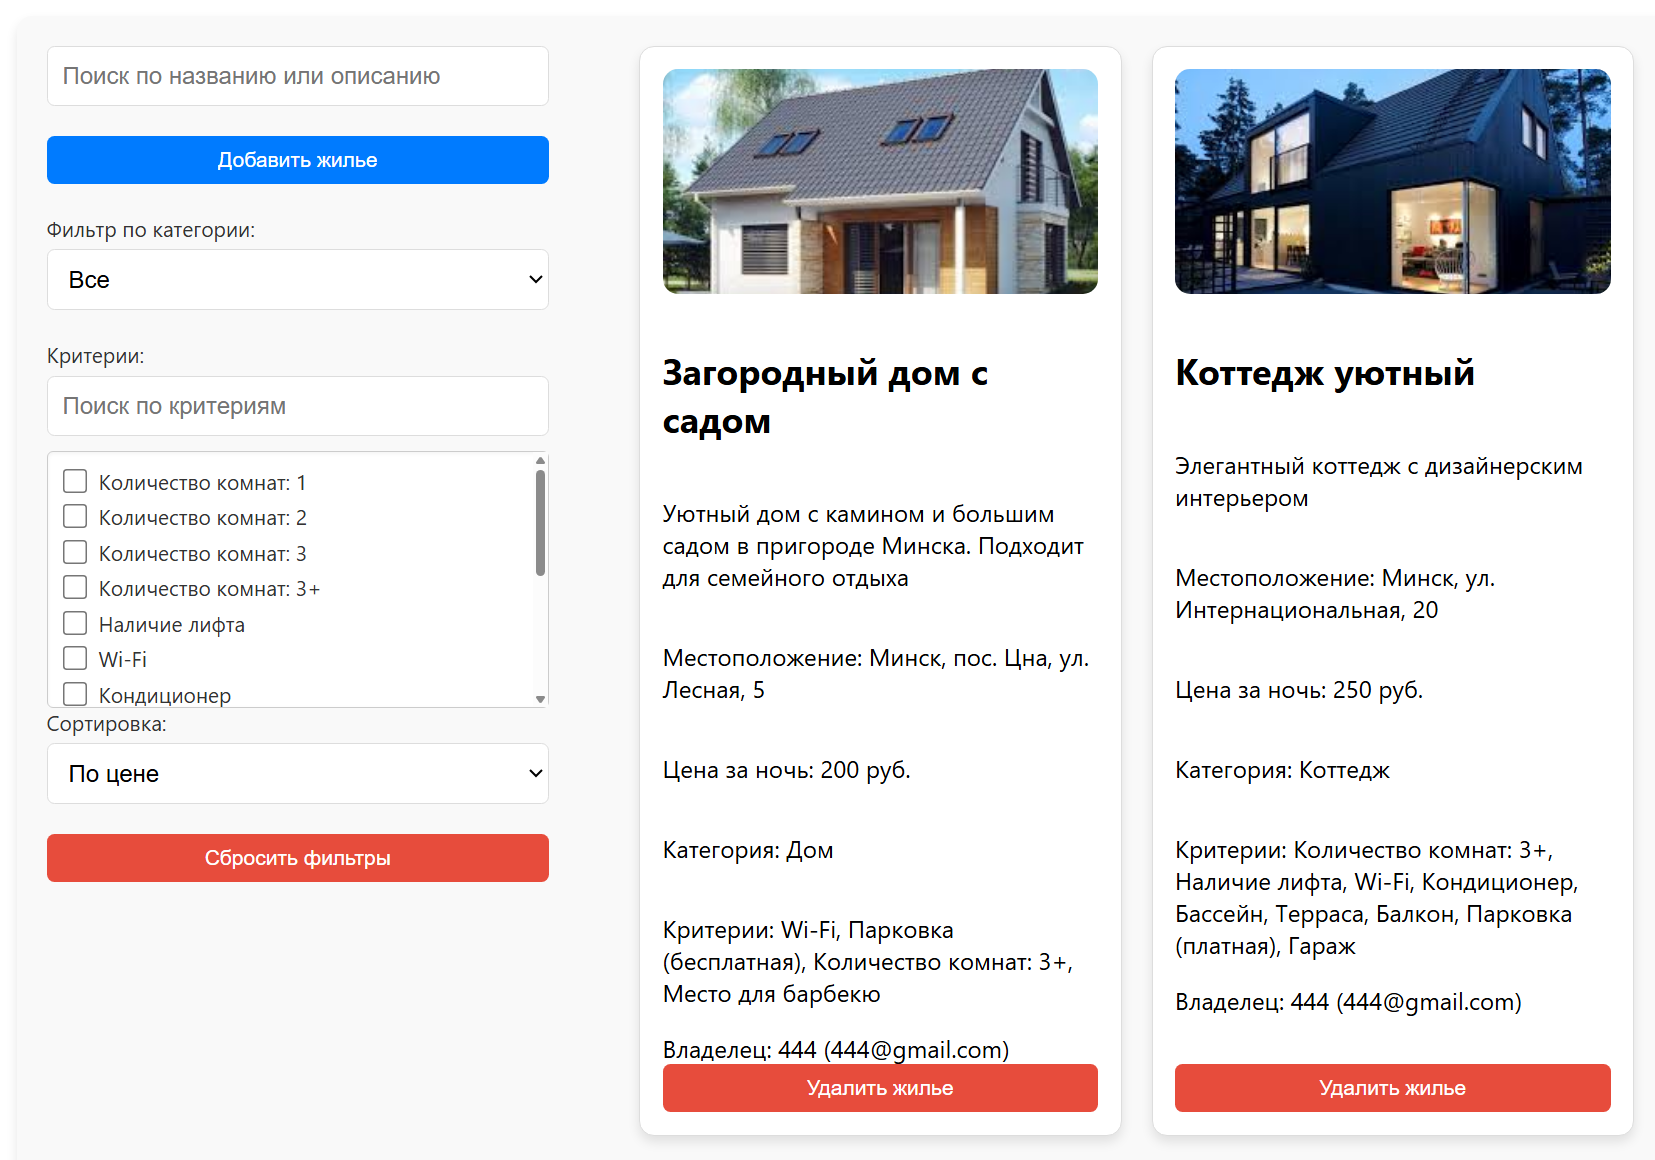 Поиск по названию или описанию
Добавить жилье
Фильтр по категории:
Все
Критерии:
Поиск по критериям
Количество комнат: 1
Количество комнат: 2
Количество комнат: 3
Количество комнат: 3+
Наличие лифта
Wi-Fi
Кондиционер
Сортировка:
По цене
Сбросить фильтры
Загородный дом с
садом
Уютный дом с камином и большим
садом в пригороде Минска. Подходит
для семейного отдыха
Местоположение: Минск, пос. Цна, ул.
Лесная, 5
Цена за ночь: 200 руб.
Категория: Дом
Критерии: Wi-Fi, Парковка
(бесплатная), Количество комнат: 3+,
Место для барбекю
Владелец: 444 (444@gmail.com)
Удалить жилье
Коттедж уютный
Элегантный коттедж с дизайнерским
интерьером
Местоположение: Минск, ул.
Интернациональная, 20
Цена за ночь: 250 руб.
Категория: Коттедж
Критерии: Количество комнат: 3+,
Наличие лифта, Wi-Fi, Кондиционер,
Бассейн, Терраса, Балкон, Парковка
(платная), Гараж
Владелец: 444 (444@gmail.com)
Удалить жилье